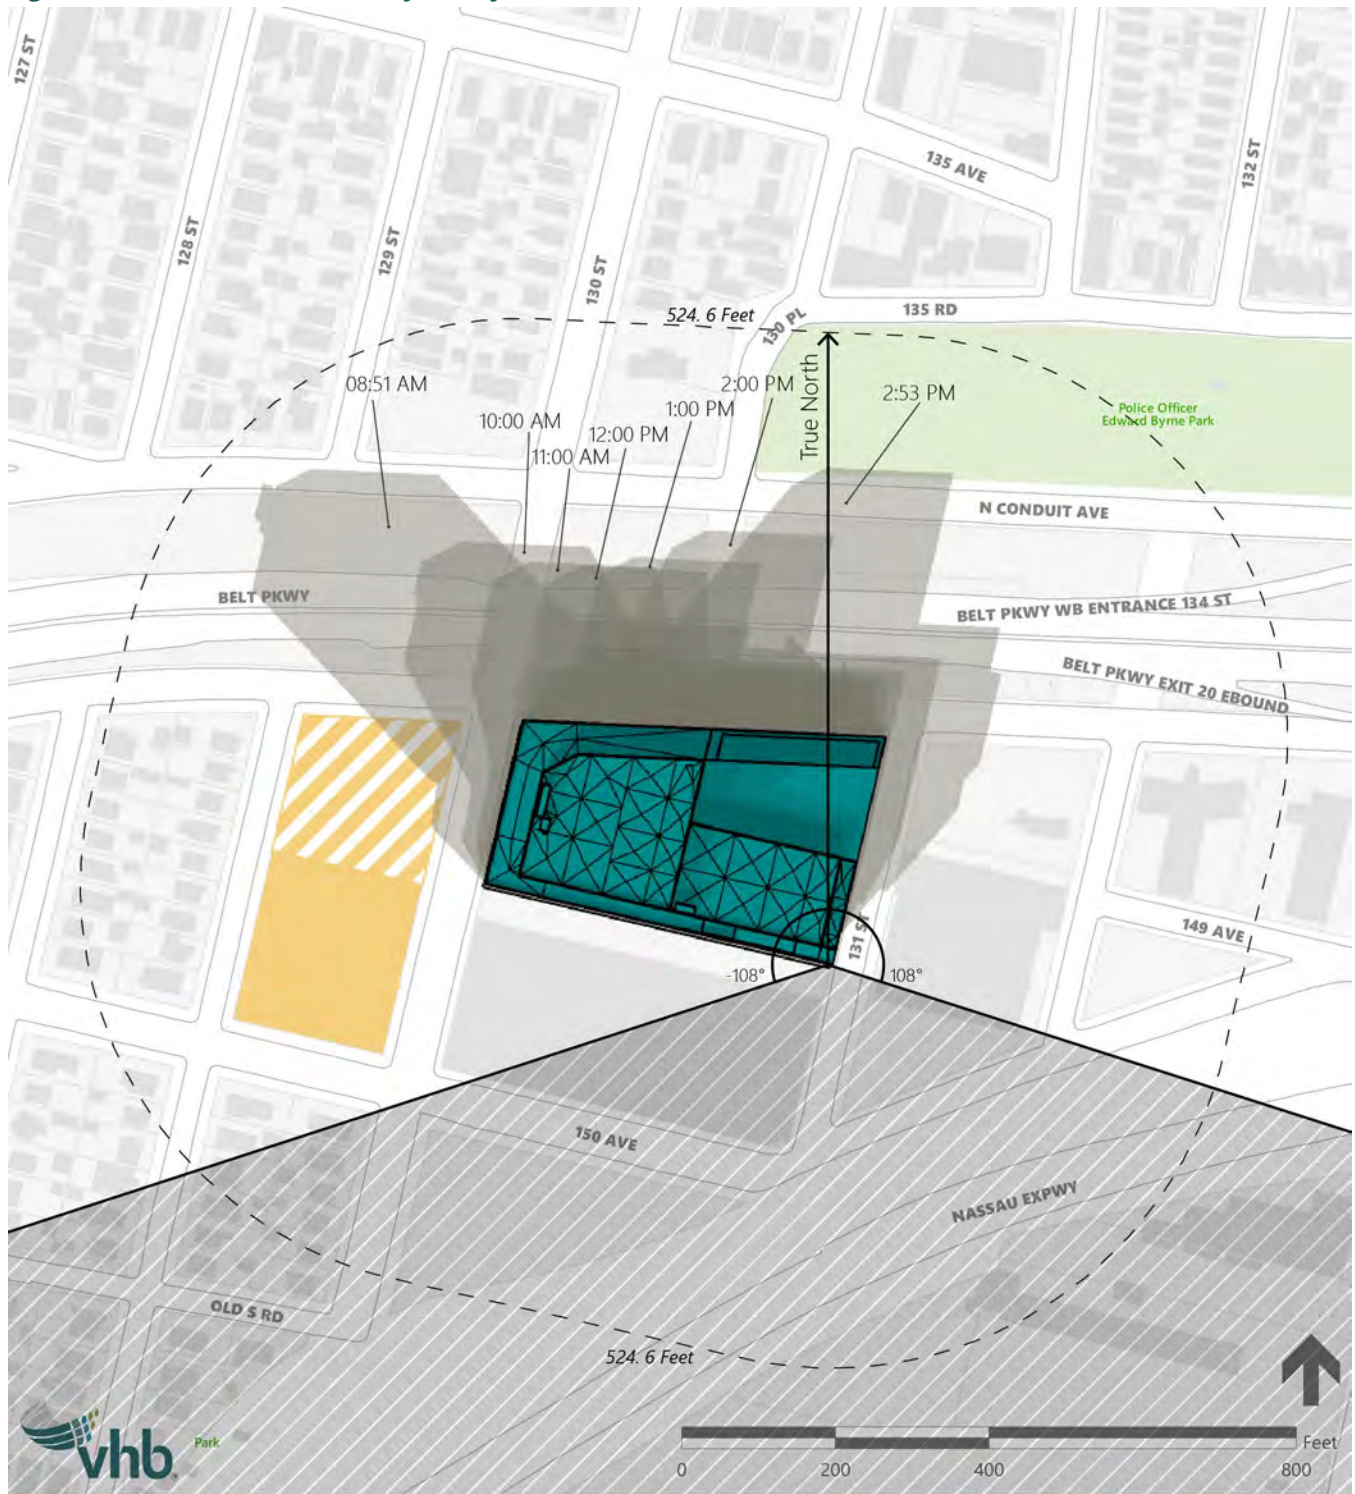 127 ST
132 ST
135 AVE
128 ST
129 ST
130 ST
135 RD
524. 6 Feet
130 PL
True North
08:51 AM
2:00 PM
2:53 PM
1:00 PM
10:00 AM
12:00 PM
11:00 AM
Police Officer
Edward Byrne Park
N CONDUIT AVE
BELT PKWY
BELT PKWY WB ENTRANCE 134 ST
BELT PKWY EXIT 20 EBOUND
131 ST
149 AVE
-108°
108°
150 AVE
NASSAU EXPWY
OLD S RD
524. 6 Feet
vhb
Park
Feet
0
200
400
800